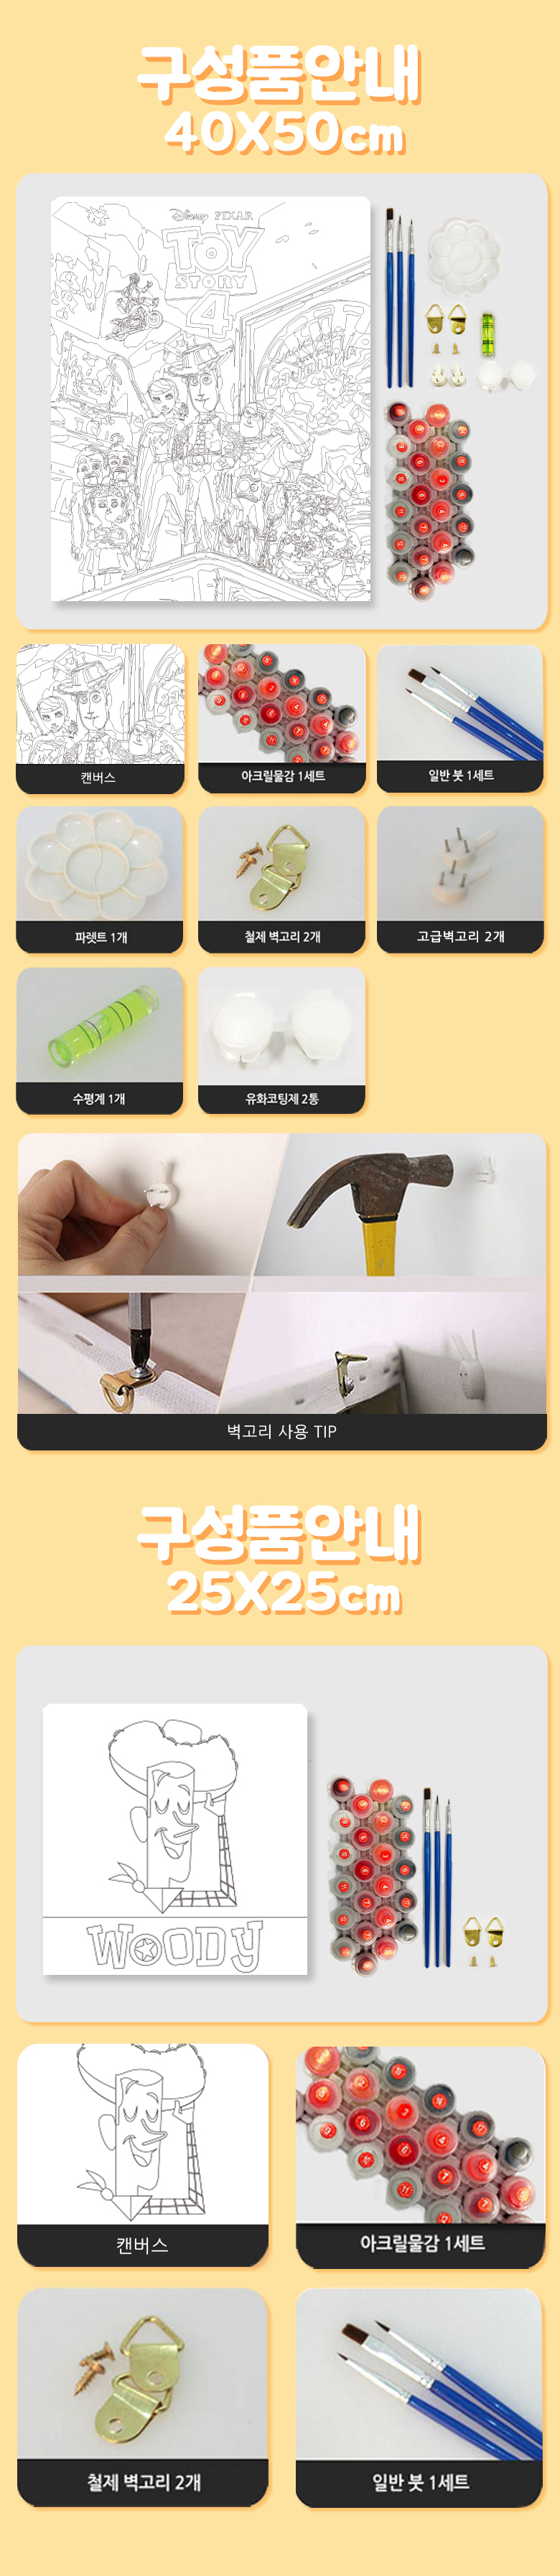 구성품안내
40X50cm
Disney PIXAR
TOY
STORY
4
캔버스
아크릴물감 1세트
일반 붓 1세트
파렛트 1개
철제 벽고리 2개
고급벽고리 2개
수평계 1개
유화코팅제 2통
벽고리 사용 TIP
구성품안내
25X25cm
WOODY
캔버스
아크릴물감 1세트
철제 벽고리 2개
일반 붓 1세트